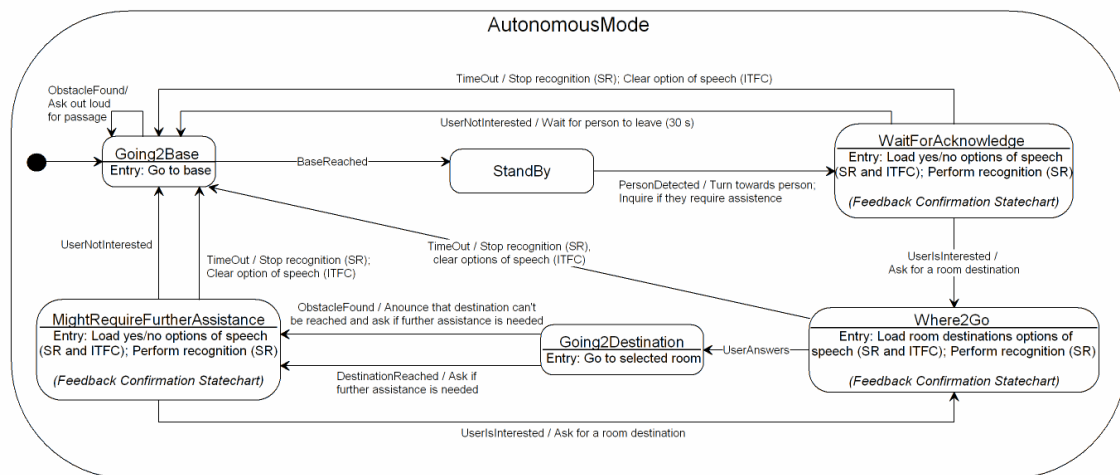 AutonomousMode
TimeOut / Stop recognition (SR); Clear option of speech (ITFC)
ObstacleFound/
Ask out loud
for passage
UserNotInterested / Wait for person to leave (30 s)
Going2Base
Entry: Go to base
BaseReached
StandBy
PersonDetected / Turn towards person;
Inquire if they require assistence
WaitForAcknowledge
Entry: Load yes/no options of speech
(SR and ITFC); Perform recognition (SR)
(Feedback Confirmation Statechart)
UserNotInterested
TimeOut / Stop recognition (SR);
Clear option of speech (ITFC)
TimeOut / Stop recognition (SR),
clear options of speech (ITFC)
UserIsInterested /
Ask for a room destination
MightRequireFurtherAssistance
Entry: Load yes/no options of speech
(SR and ITFC); Perform recognition (SR)
(Feedback Confirmation Statechart)
ObstacleFound / Anounce that destination can't
be reached and ask if further assistance is needed
DestinationReached / Ask if
further assistance is needed
Going2Destination
Entry: Go to selected room
UserAnswers
Where2Go
Entry: Load room destinations options of
speech (SR and ITFC); Perform recognition (SR)
(Feedback Confirmation Statechart)
UserIsInterested / Ask for a room destination